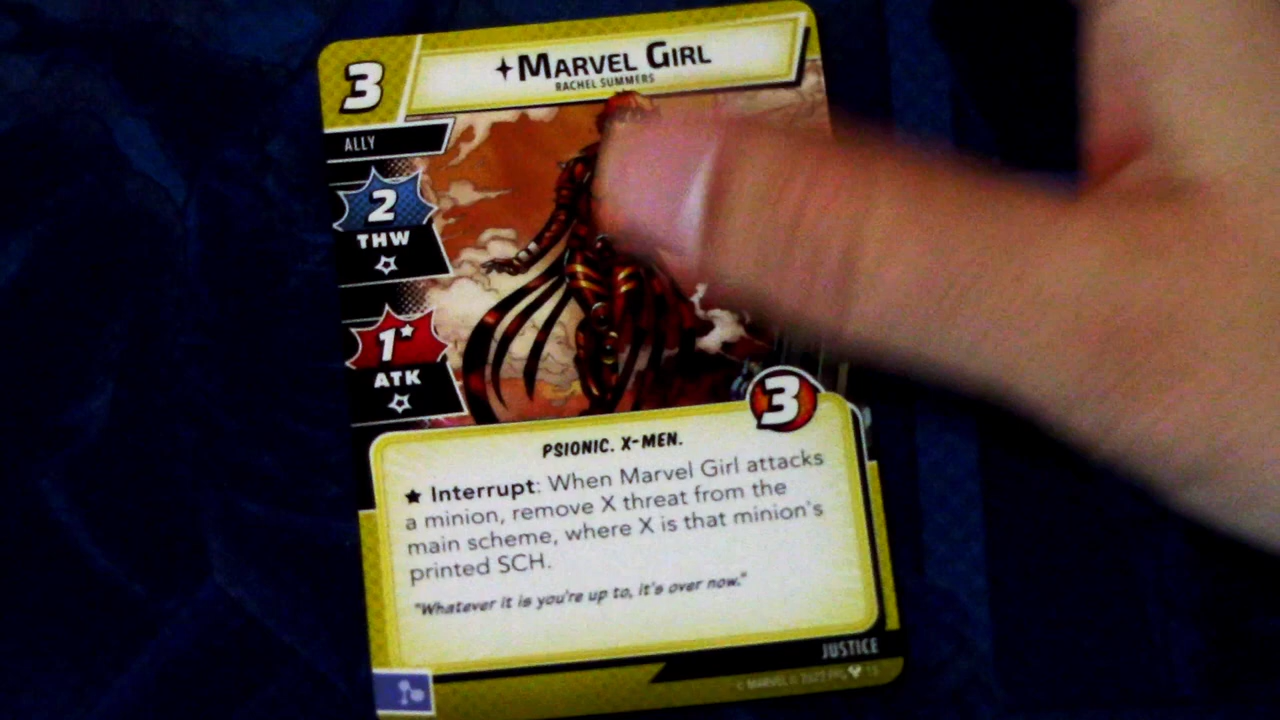 3
MARVEL GIRL
RACHEL SUMMERS
ALLY
2
THW
1
ATK
3
PSIONIC. X-MEN.
Interrupt: When Marvel Girl attacks
a minion, remove X threat from the
main scheme, where X is that minion's
printed SCH.
"Whatever it is you're up to, it's over now."
JUSTICE